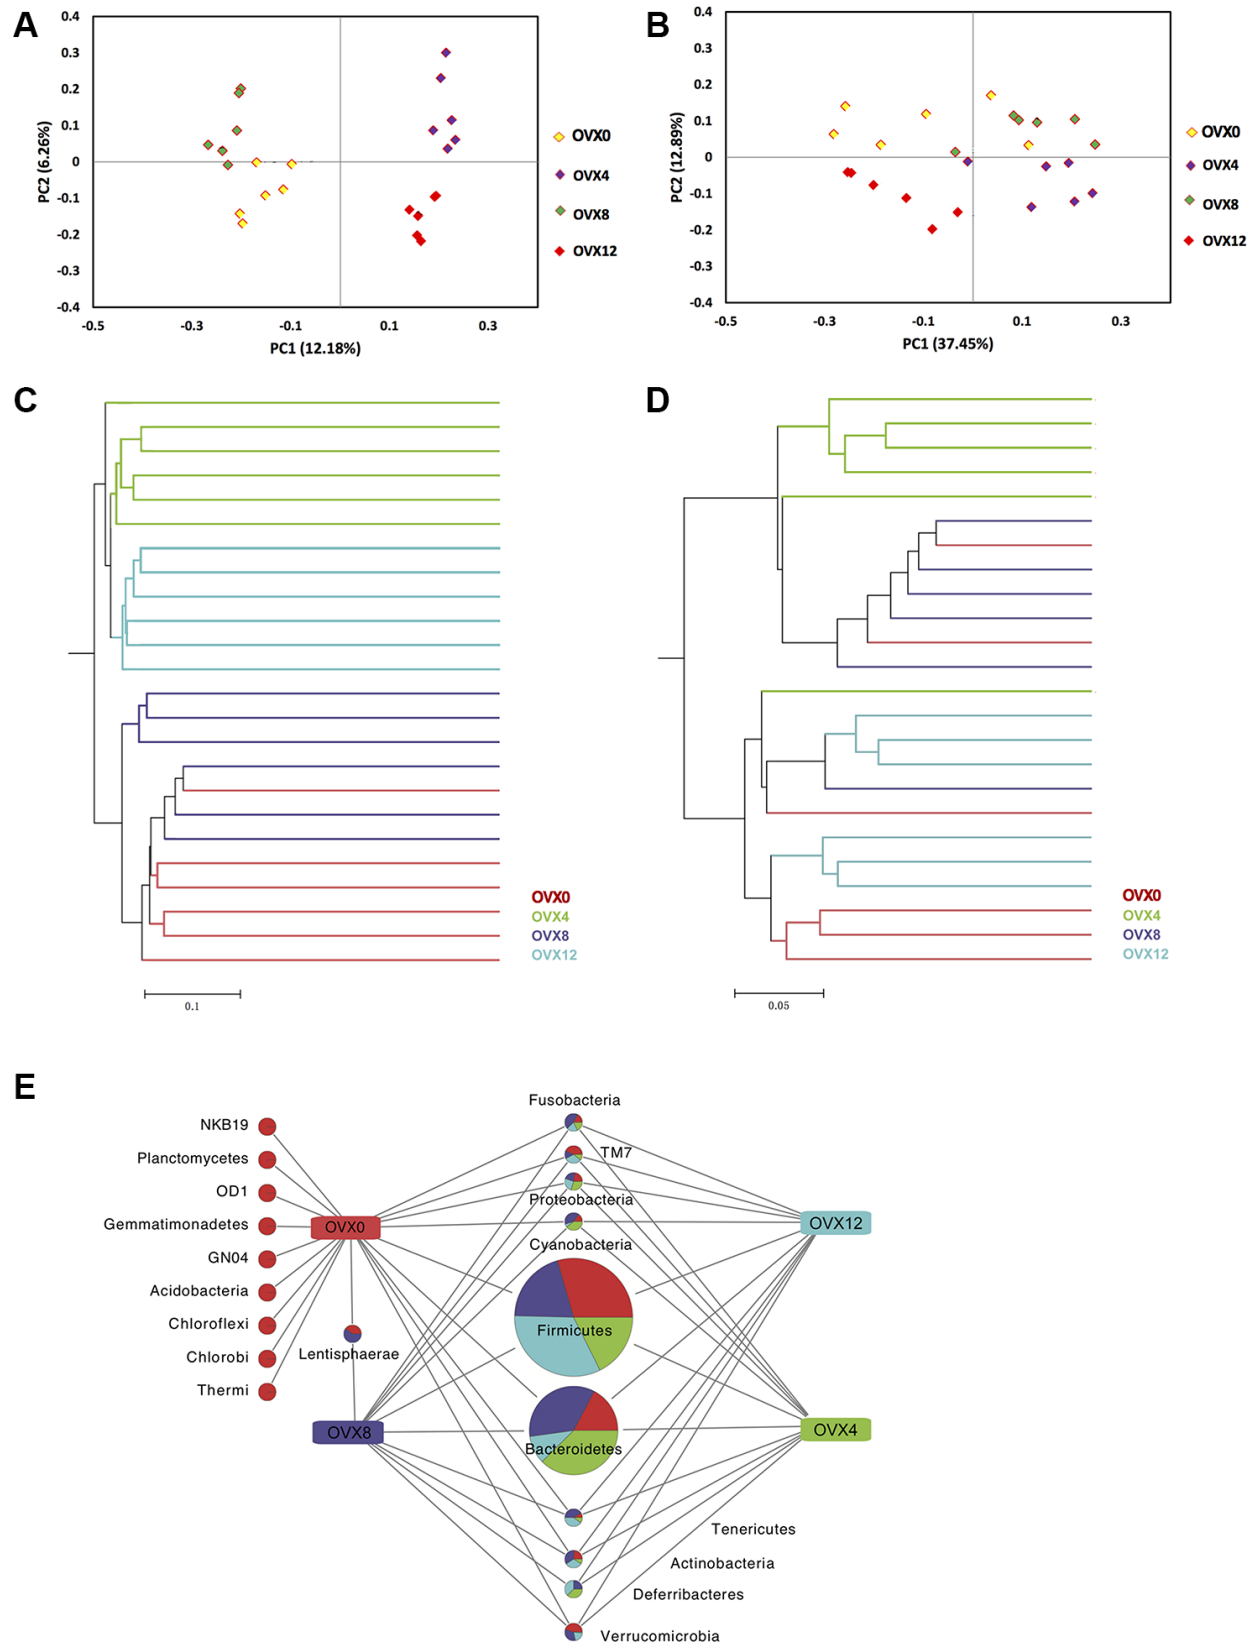 A
0.4
0.3
0.2
0.1
0
-0.1
-0.2
-0.3
-0.4
PC2 (6.26%)
-0.5
-0.3
-0.1
0.1
0.3
PC1 (12.18%)
OVX0
OVX4
OVX8
OVX12
B
0.4
0.3
0.2
0.1
0
-0.1
-0.2
-0.3
-0.4
PC2 (12.89%)
-0.5
-0.3
-0.1
0.1
0.3
PC1 (37.45%)
OVX0
OVX4
OVX8
OVX12
C
OVX0
OVX4
OVX8
OVX12
0.1
D
OVX0
OVX4
OVX8
OVX12
0.05
E
NKB19
Planctomycetes
OD1
Gemmatimonadetes
GN04
Acidobacteria
Chloroflexi
Chlorobi
Thermi
OVX0
Lentisphaerae
OVX8
Fusobacteria
TM7
Proteobacteria
Cyanobacteria
Firmicutes
Bacteroidetes
OVX12
OVX4
Tenericutes
Actinobacteria
Deferribacteres
Verrucomicrobia